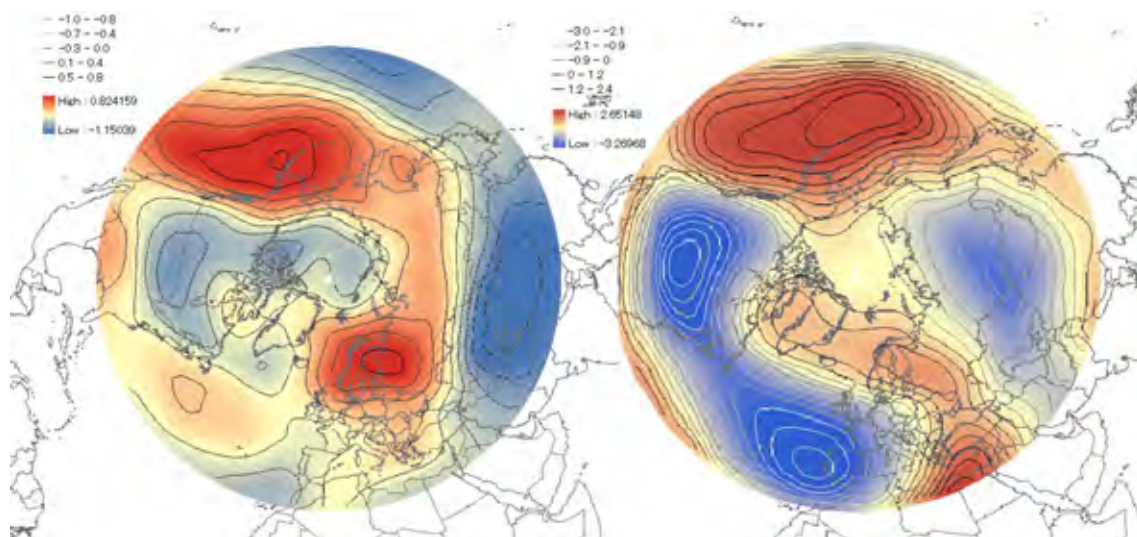 -1.0 - -0.8
-0.7 - -0.4
-0.3 - 0.0
0.1 - 0.4
0.5 - 0.8
High : 0.824159
Low : -1.15039
-3.0 - -2.1
-2.1 - -0.9
-0.9 - 0
0 - 1.2
1.2 - 2.4
High : 2.65148
Low : -3.26968